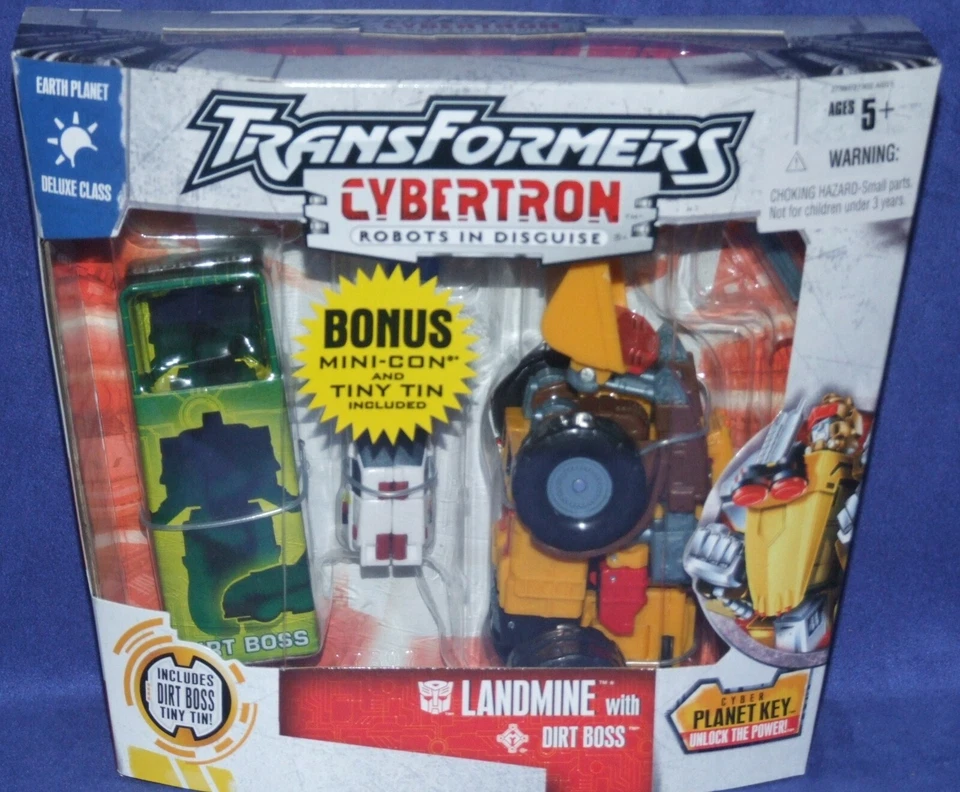 CYBERTRON
EARTH PLANET
DELUXE CLASS
TRANSFORMERS
CYBERTRON
ROBOTS IN DISGUISE
AGES 5+
WARNING:
CHOKING HAZARD-Small parts.
Not for children under 3 years.
BONUS
MINI-CON
AND
TINY TIN
INCLUDED
DIRT BOSS
INCLUDES
DIRT BOSS
TINY TIN!
LANDMINE with
DIRT BOSS
CYBER
PLANET KEY
UNLOCK THE POWER!